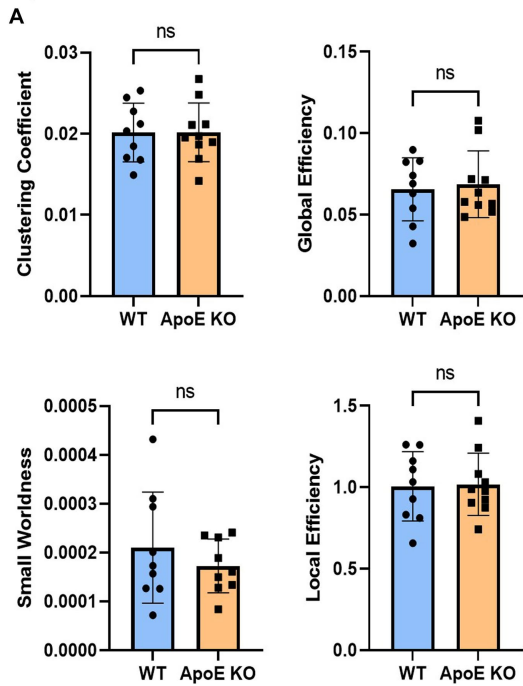 A
ns
Clustering Coefficient
0.03
0.02
0.01
0.00
WT ApoE KO
ns
Global Efficiency
0.15
0.10
0.05
0.00
WT ApoE KO
ns
Small Worldness
0.0005
0.0004
0.0003
0.0002
0.0001
0.0000
WT ApoE KO
ns
Local Efficiency
1.5
1.0
0.5
0.0
WT ApoE KO